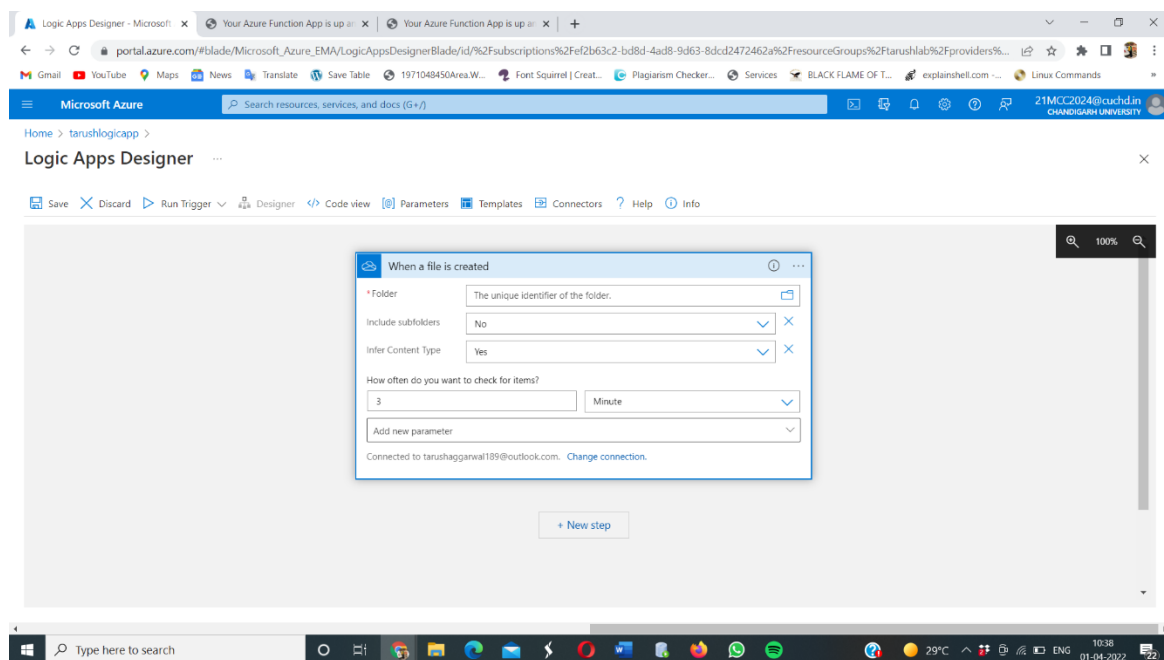 Logic Apps Designer - Microsoft
Your Azure Function App is up an
Your Azure Function App is up an
portal.azure.com/#blade/Microsoft_Azure_EMA/LogicAppsDesignerBlade/id/%2Fsubscriptions%2Fef2b63c2-bd8d-4ad8-9d63-8dcd2472462a%2FresourceGroups%2Ftarushlab%2Fproviders%...
Gmail YouTube Maps News Translate Save Table 1971048450Area.W... Font Squirrel | Creat... Plagiarism Checker... Services BLACK FLAME OF T... explainshell.com -... Linux Commands »
Microsoft Azure
Search resources, services, and docs (G+/)
21MCC2024@cuchd.in
CHANDIGARH UNIVERSITY
Home > tarushlogicapp >
Logic Apps Designer ...
Save Discard Run Trigger Designer </> Code view [@] Parameters Templates Connectors ? Help Info
100%
When a file is created ...
*Folder
The unique identifier of the folder.
Include subfolders
No
Infer Content Type
Yes
How often do you want to check for items?
3
Minute
Add new parameter
Connected to tarushaggarwal189@outlook.com. Change connection.
+ New step
Type here to search
29°C
ENG
10:38
01-04-2022
22